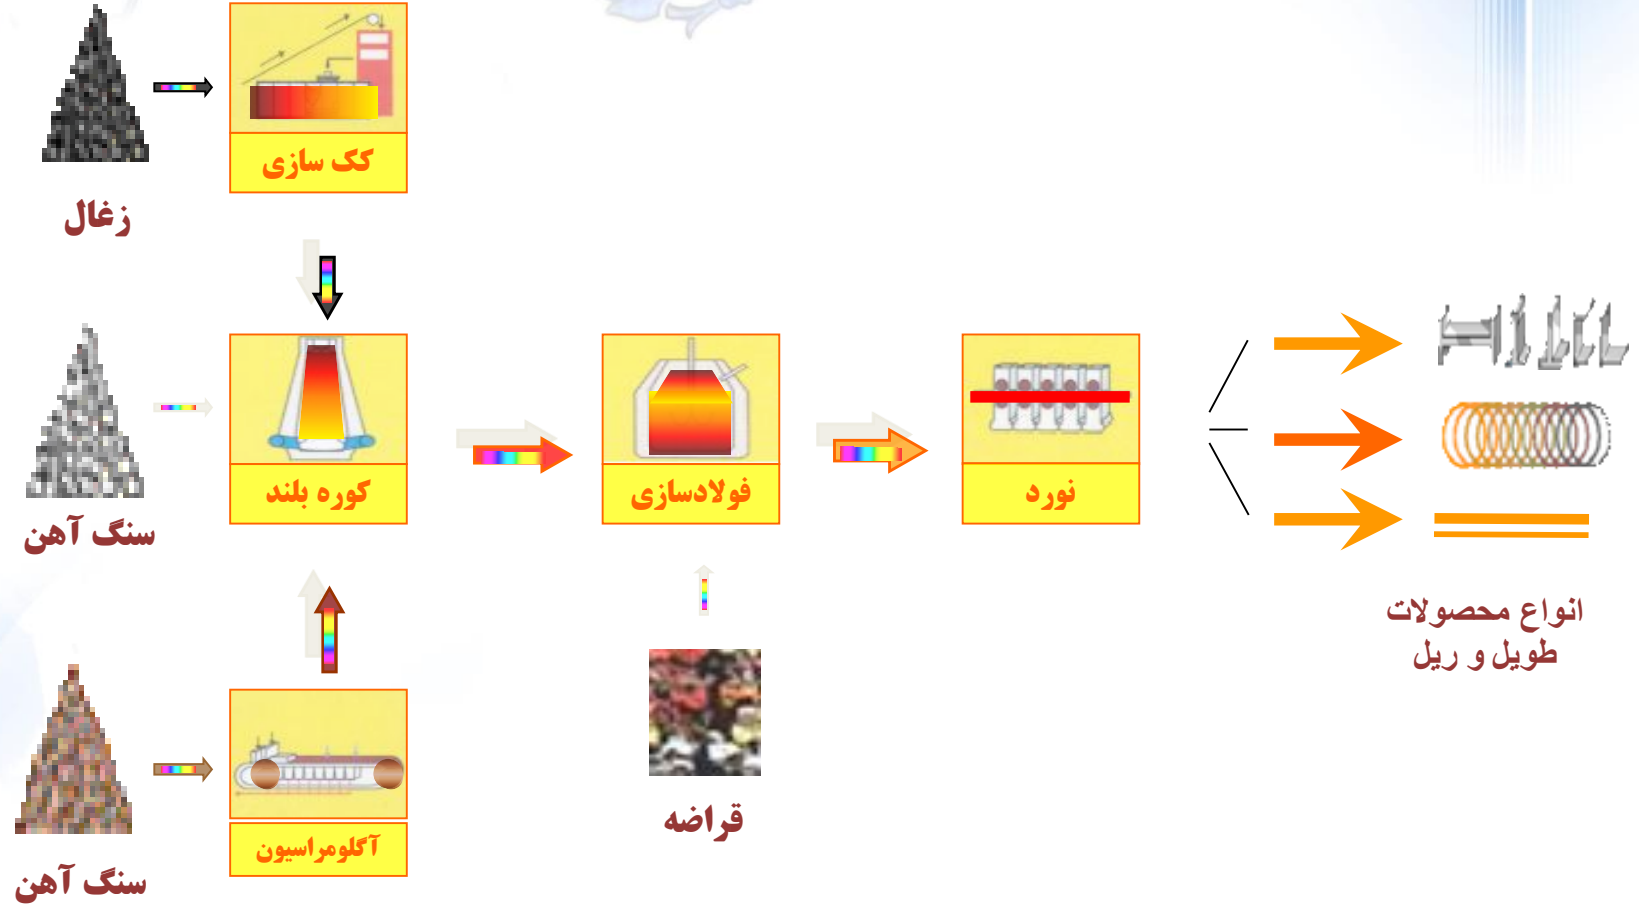 کک سازی
زغال
کوره بلند
فولادسازی
نورد
سنگ آهن
انواع محصولات
طویل و ریل
قراضه
آگلومراسیون
سنگ آهن